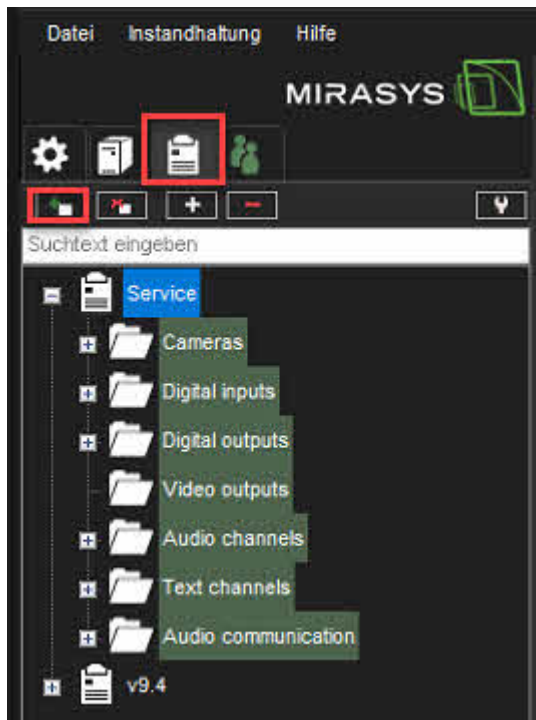 Datei Instandhaltung Hilfe
MIRASYS
Suchtext eingeben
Service
Cameras
Digital inputs
Digital outputs
Video outputs
Audio channels
Text channels
Audio communication
v9.4